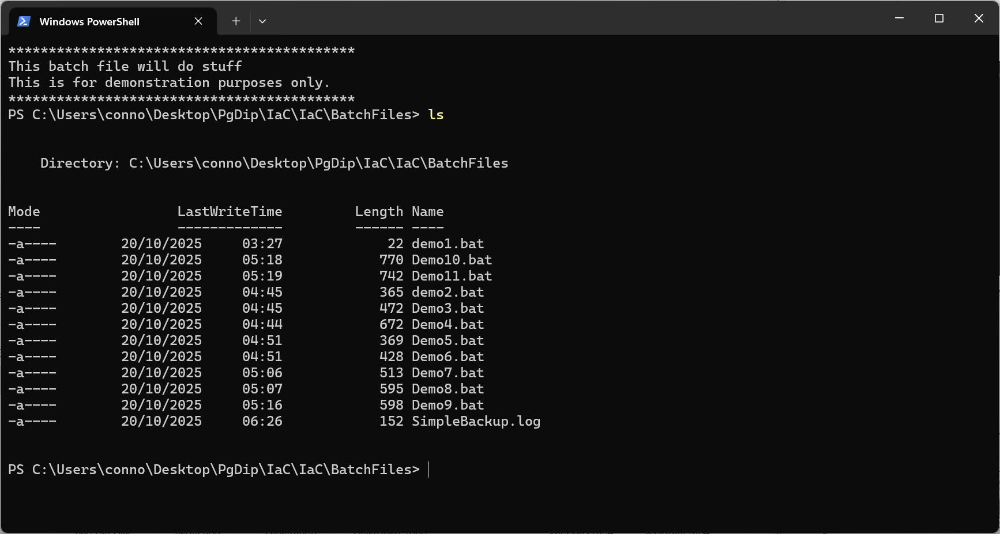 Windows PowerShell
*******************************************
This batch file will do stuff
This is for demonstration purposes only.
*******************************************
PS C:\Users\conno\Desktop\PgDip\IaC\IaC\BatchFiles> ls
    Directory: C:\Users\conno\Desktop\PgDip\IaC\IaC\BatchFiles
Mode                 LastWriteTime         Length Name
----                 -------------         ------ ----
-a----        20/10/2025     03:27             22 demo1.bat
-a----        20/10/2025     05:18            770 Demo10.bat
-a----        20/10/2025     05:19            742 Demo11.bat
-a----        20/10/2025     04:45            365 demo2.bat
-a----        20/10/2025     04:45            472 Demo3.bat
-a----        20/10/2025     04:44            672 Demo4.bat
-a----        20/10/2025     04:51            369 Demo5.bat
-a----        20/10/2025     04:51            428 Demo6.bat
-a----        20/10/2025     05:06            513 Demo7.bat
-a----        20/10/2025     05:07            595 Demo8.bat
-a----        20/10/2025     05:16            598 Demo9.bat
-a----        20/10/2025     06:26            152 SimpleBackup.log
PS C:\Users\conno\Desktop\PgDip\IaC\IaC\BatchFiles>